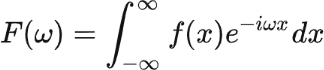 F(ω) = ∫_{-∞}^{∞} f(x)e^{-iωx}dx